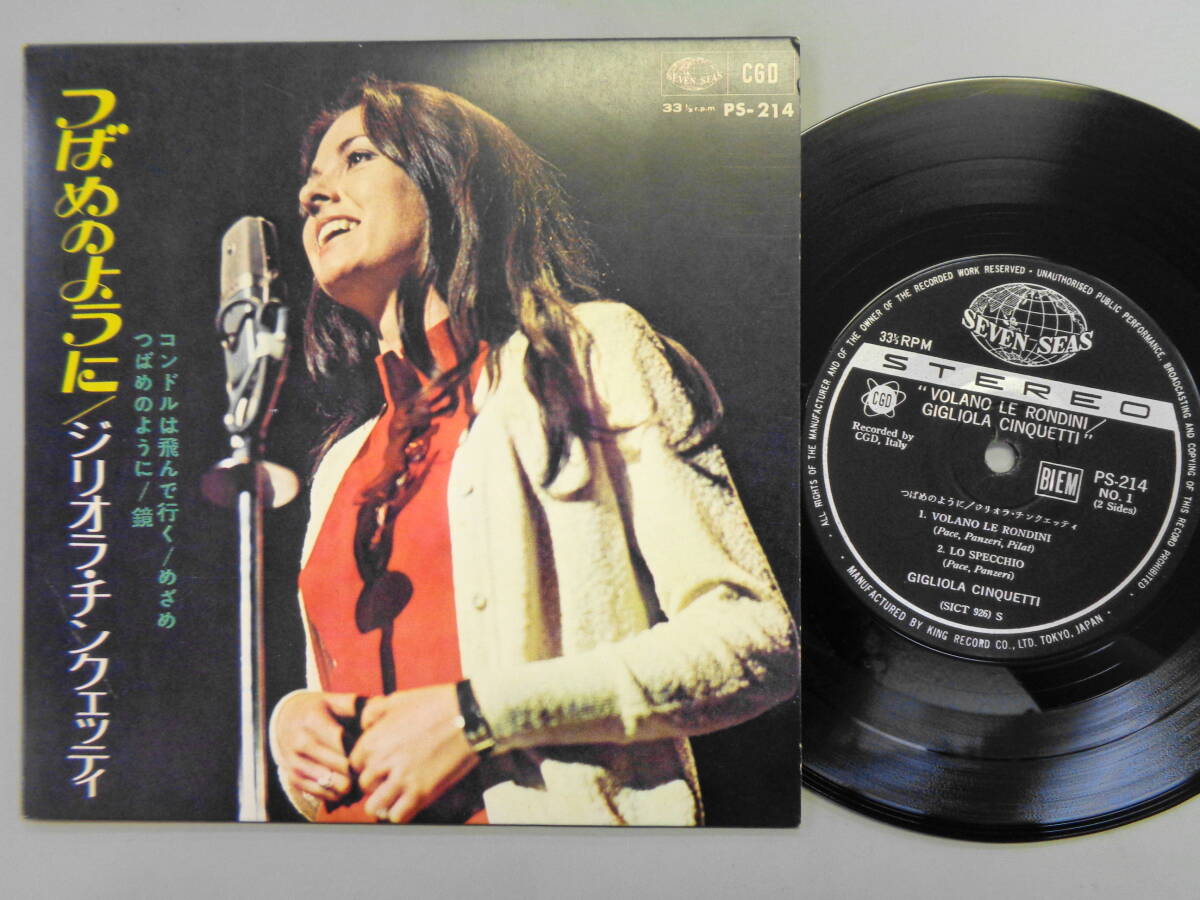 つばめのように/ジリオラ・チンクェッティ
コンドルは飛んで行く/めざめ
つばめのように/鏡
SEVEN SEAS
CGD
33 1/3 r.p.m PS-214
ALL RIGHTS OF THE MANUFACTURER AND OF THE OWNER OF THE RECORDED WORK RESERVED · UNAUTHORISED PUBLIC PERFORMANCE, BROADCASTING AND COPYING OF THIS RECORD PROHIBITED
SEVEN SEAS
33⅓RPM
STEREO
CGD
Recorded by
CGD, Italy
"VOLANO LE RONDINI/
GIGLIOLA CINQUETTI"
BIEM
PS-214
NO. 1
(2 Sides)
つばめのように/ジリオラ・チンクェッティ
1. VOLANO LE RONDINI
(Pace, Panzeri, Pilat)
2. LO SPECCHIO
(Pace, Panzeri)
GIGLIOLA CINQUETTI
(SICT 926) S
MANUFACTURED BY KING RECORD CO., LTD. TOKYO, JAPAN